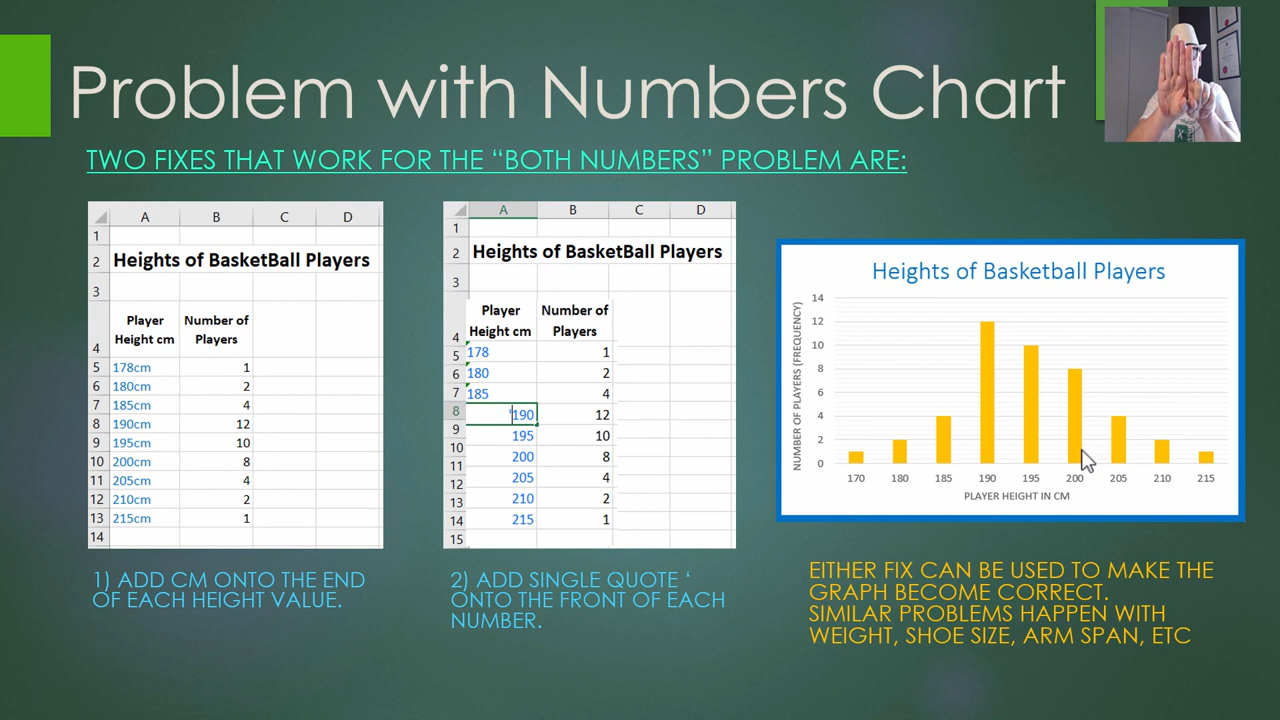 Problem with Numbers Chart
TWO FIXES THAT WORK FOR THE “BOTH NUMBERS” PROBLEM ARE:
A B C D
1
2 Heights of BasketBall Players
3
Player Number of
4 Height cm Players
5 178cm 1
6 180cm 2
7 185cm 4
8 190cm 12
9 195cm 10
10 200cm 8
11 205cm 4
12 210cm 2
13 215cm 1
14
1) ADD CM ONTO THE END
OF EACH HEIGHT VALUE.
A B C D
1
2 Heights of BasketBall Players
3
Player Number of
4 Height cm Players
5 178 1
6 180 2
7 185 4
8 '190 12
9 195 10
10 200 8
11 205 4
12 210 2
13 215 1
14
15
2) ADD SINGLE QUOTE ‘
ONTO THE FRONT OF EACH
NUMBER.
Heights of Basketball Players
NUMBER OF PLAYERS (FREQUENCY)
14
12
10
8
6
4
2
0
170 180 185 190 195 200 205 210 215
PLAYER HEIGHT IN CM
EITHER FIX CAN BE USED TO MAKE THE
GRAPH BECOME CORRECT.
SIMILAR PROBLEMS HAPPEN WITH
WEIGHT, SHOE SIZE, ARM SPAN, ETC